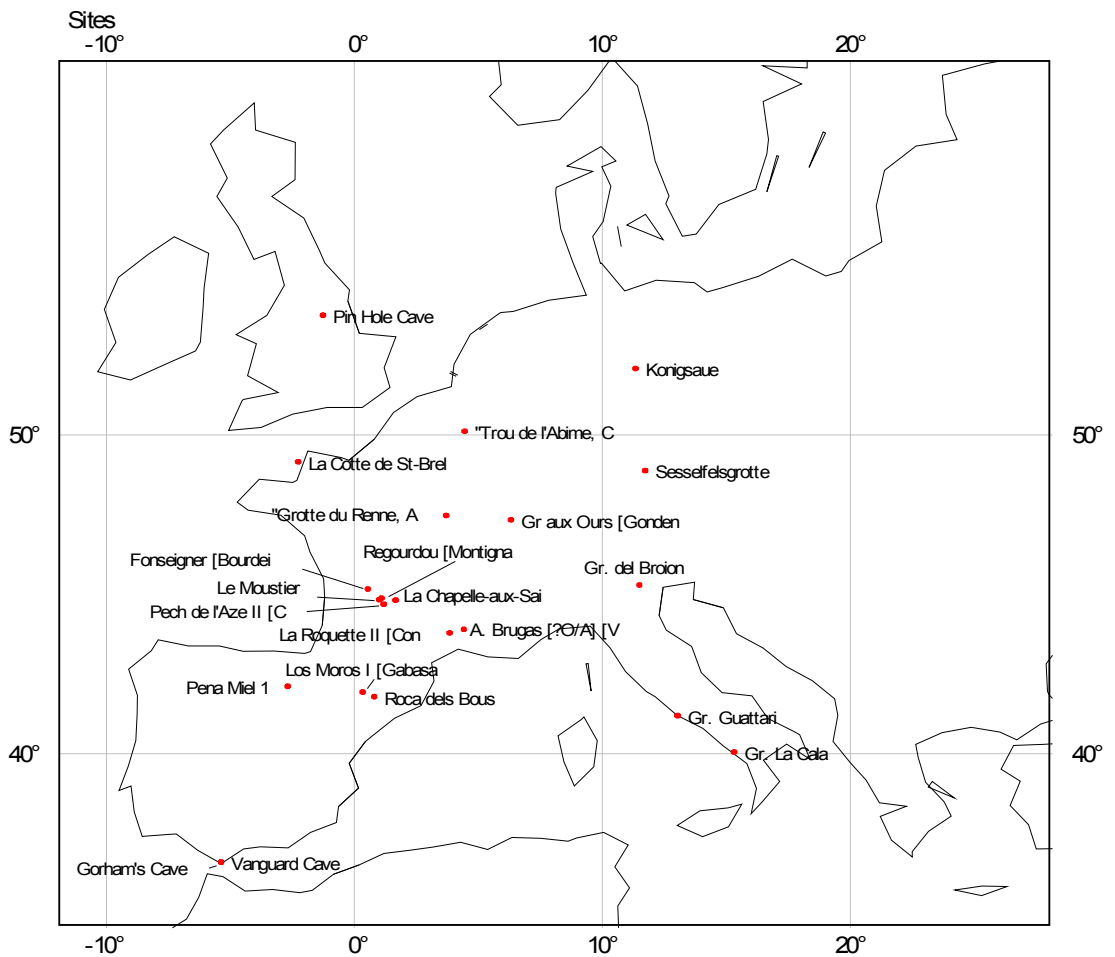 Sites
-10° 0° 10° 20°
Pin Hole Cave
Konigsaue
"Trou de l'Abime, C
50° 50°
La Cotte de St-Brel
Sesselfelsgrotte
"Grotte du Renne, A
Gr aux Ours [Gonden
Regourdou [Montigna
Fonseigner [Bourdei
Gr. del Broion
Le Moustier
La Chapelle-aux-Sai
Pech de l'Aze II [C
La Roquette II [Con
A. Brugas [?O/A] [V
Los Moros I [Gabasa
Pena Miel 1
Roca dels Bous
Gr. Guattari
40° 40°
Gr. La Cala
Vanguard Cave
Gorham's Cave
-10° 0° 10° 20°